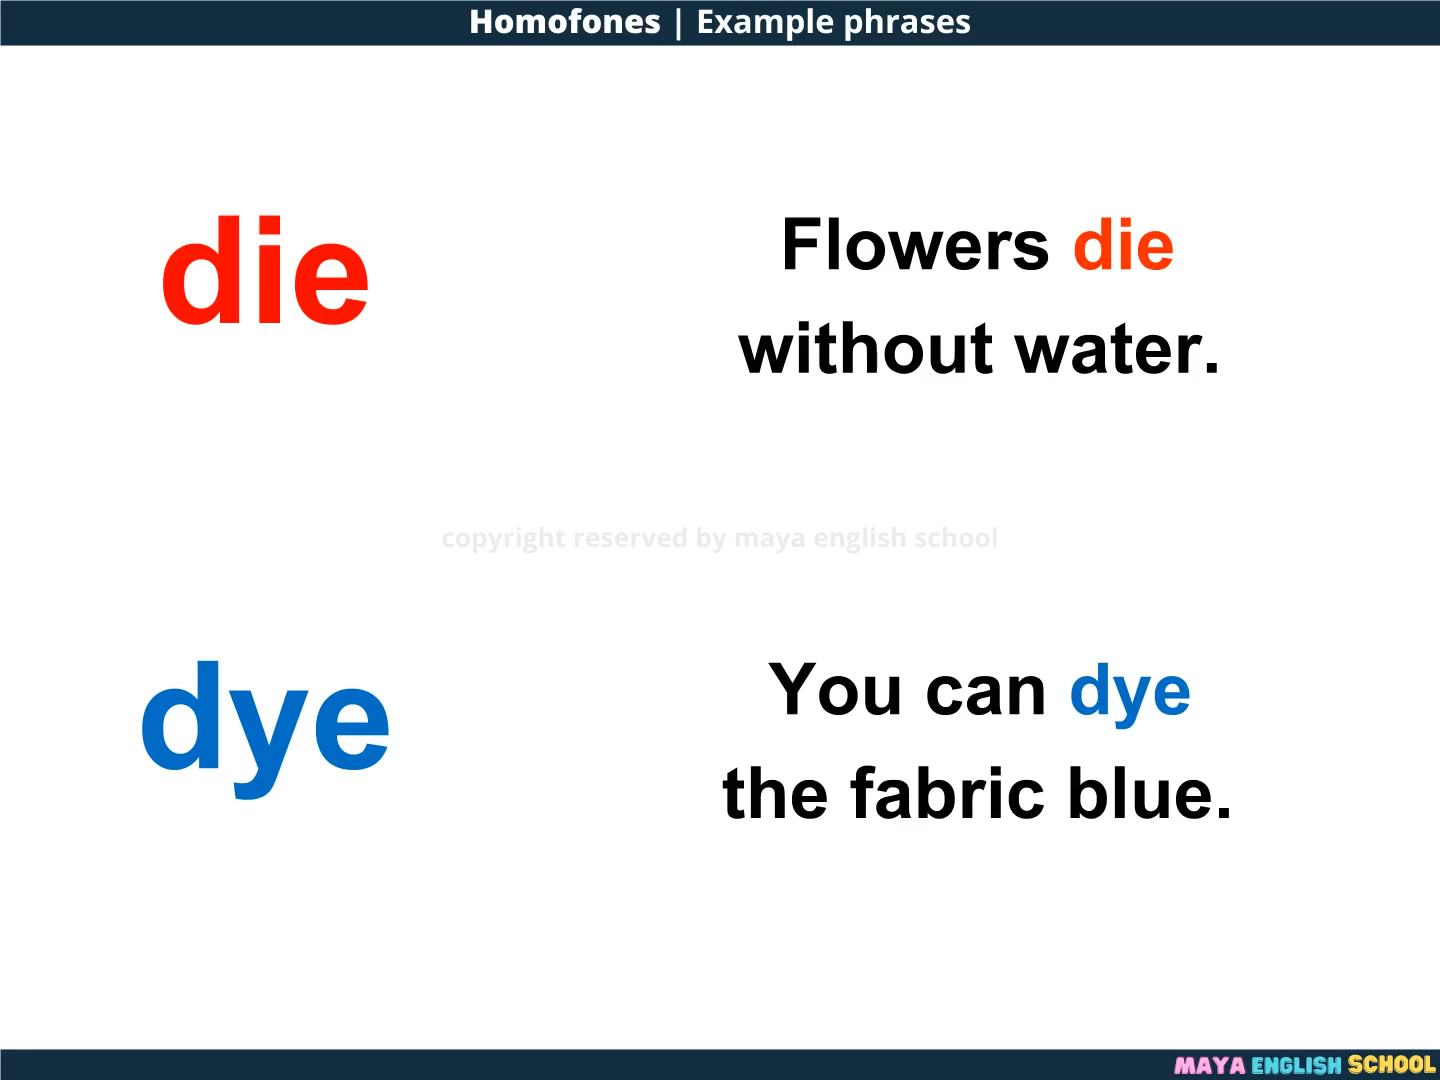 Homofones | Example phrases
die
Flowers die
without water.
copyright reserved by maya english school
dye
You can dye
the fabric blue.
MAYA ENGLISH SCHOOL